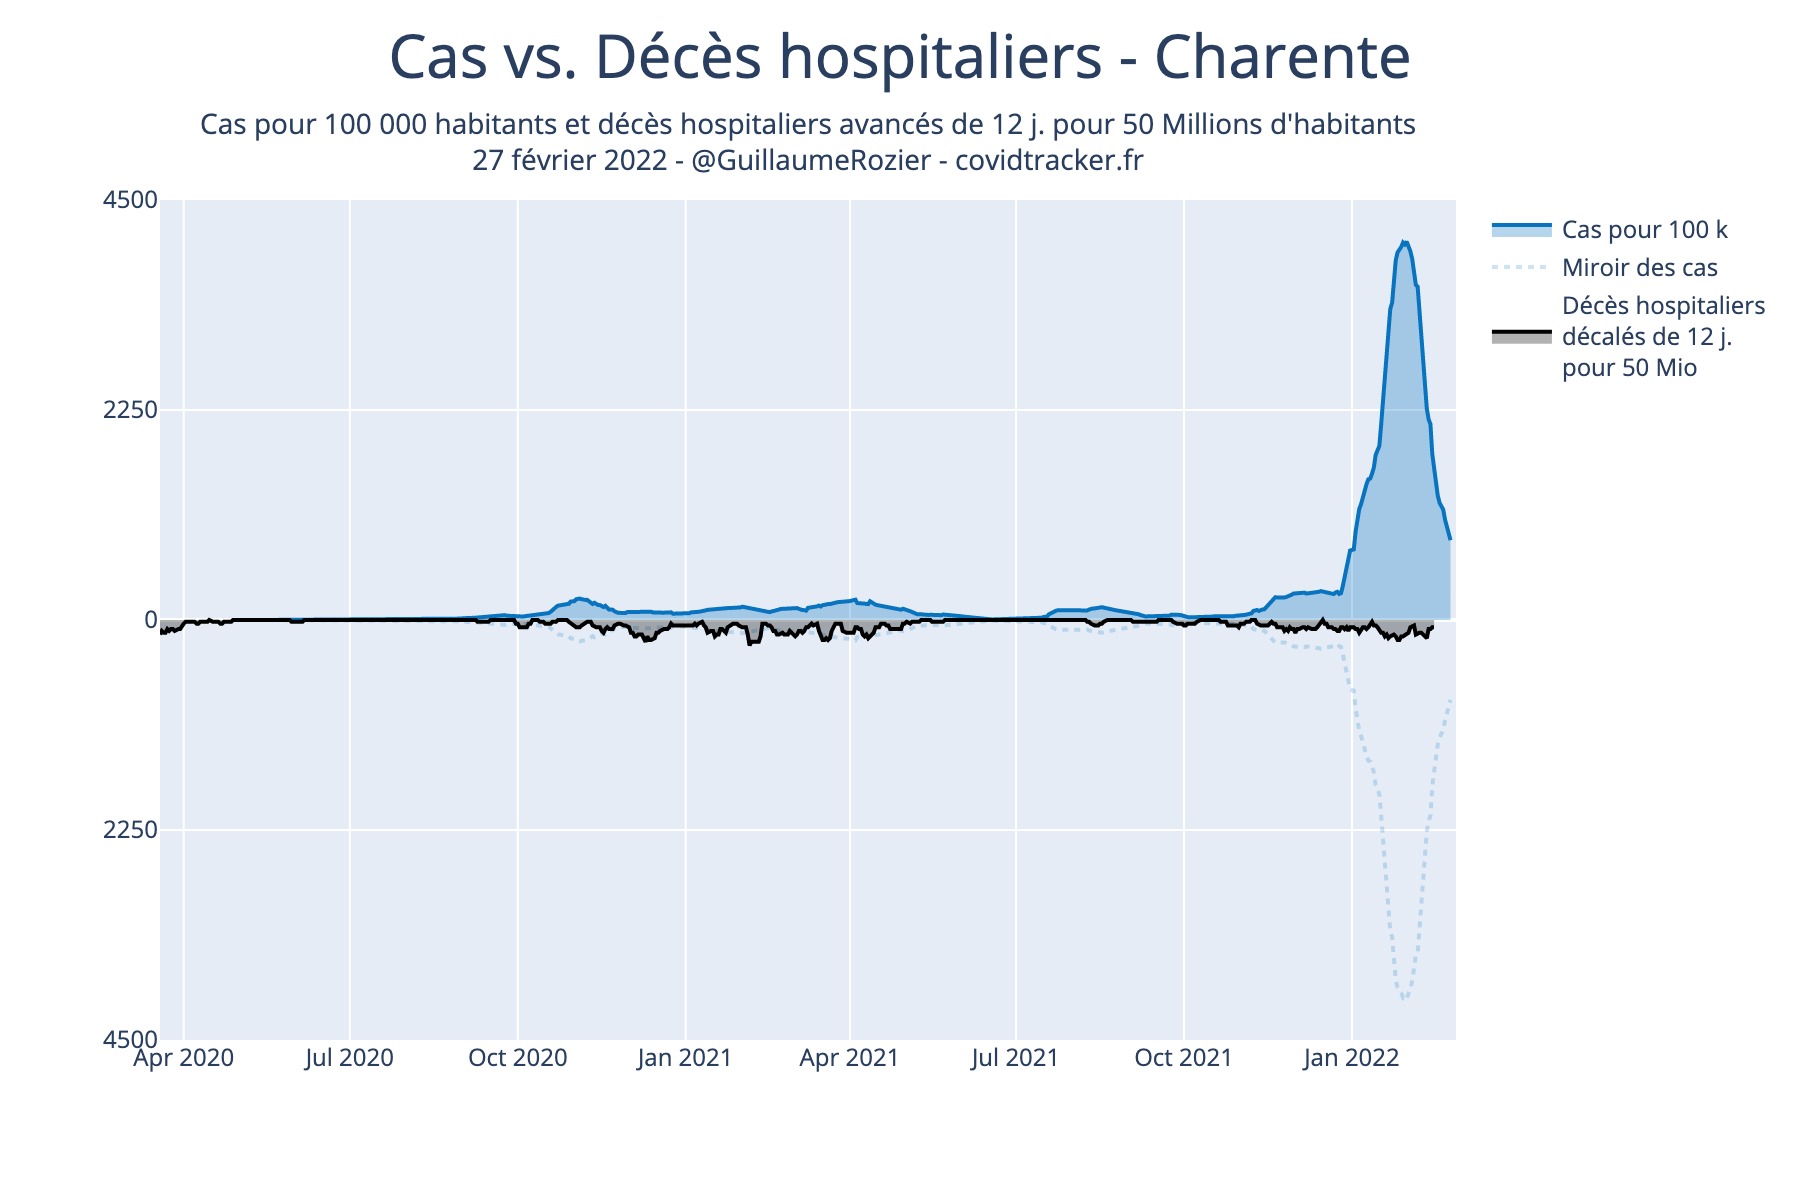 Cas vs. Décès hospitaliers - Charente
Cas pour 100 000 habitants et décès hospitaliers avancés de 12 j. pour 50 Millions d'habitants
27 février 2022 - @GuillaumeRozier - covidtracker.fr
4500
2250
0
2250
4500
Apr 2020
Jul 2020
Oct 2020
Jan 2021
Apr 2021
Jul 2021
Oct 2021
Jan 2022
Cas pour 100 k
Miroir des cas
Décès hospitaliers
décalés de 12 j.
pour 50 Mio